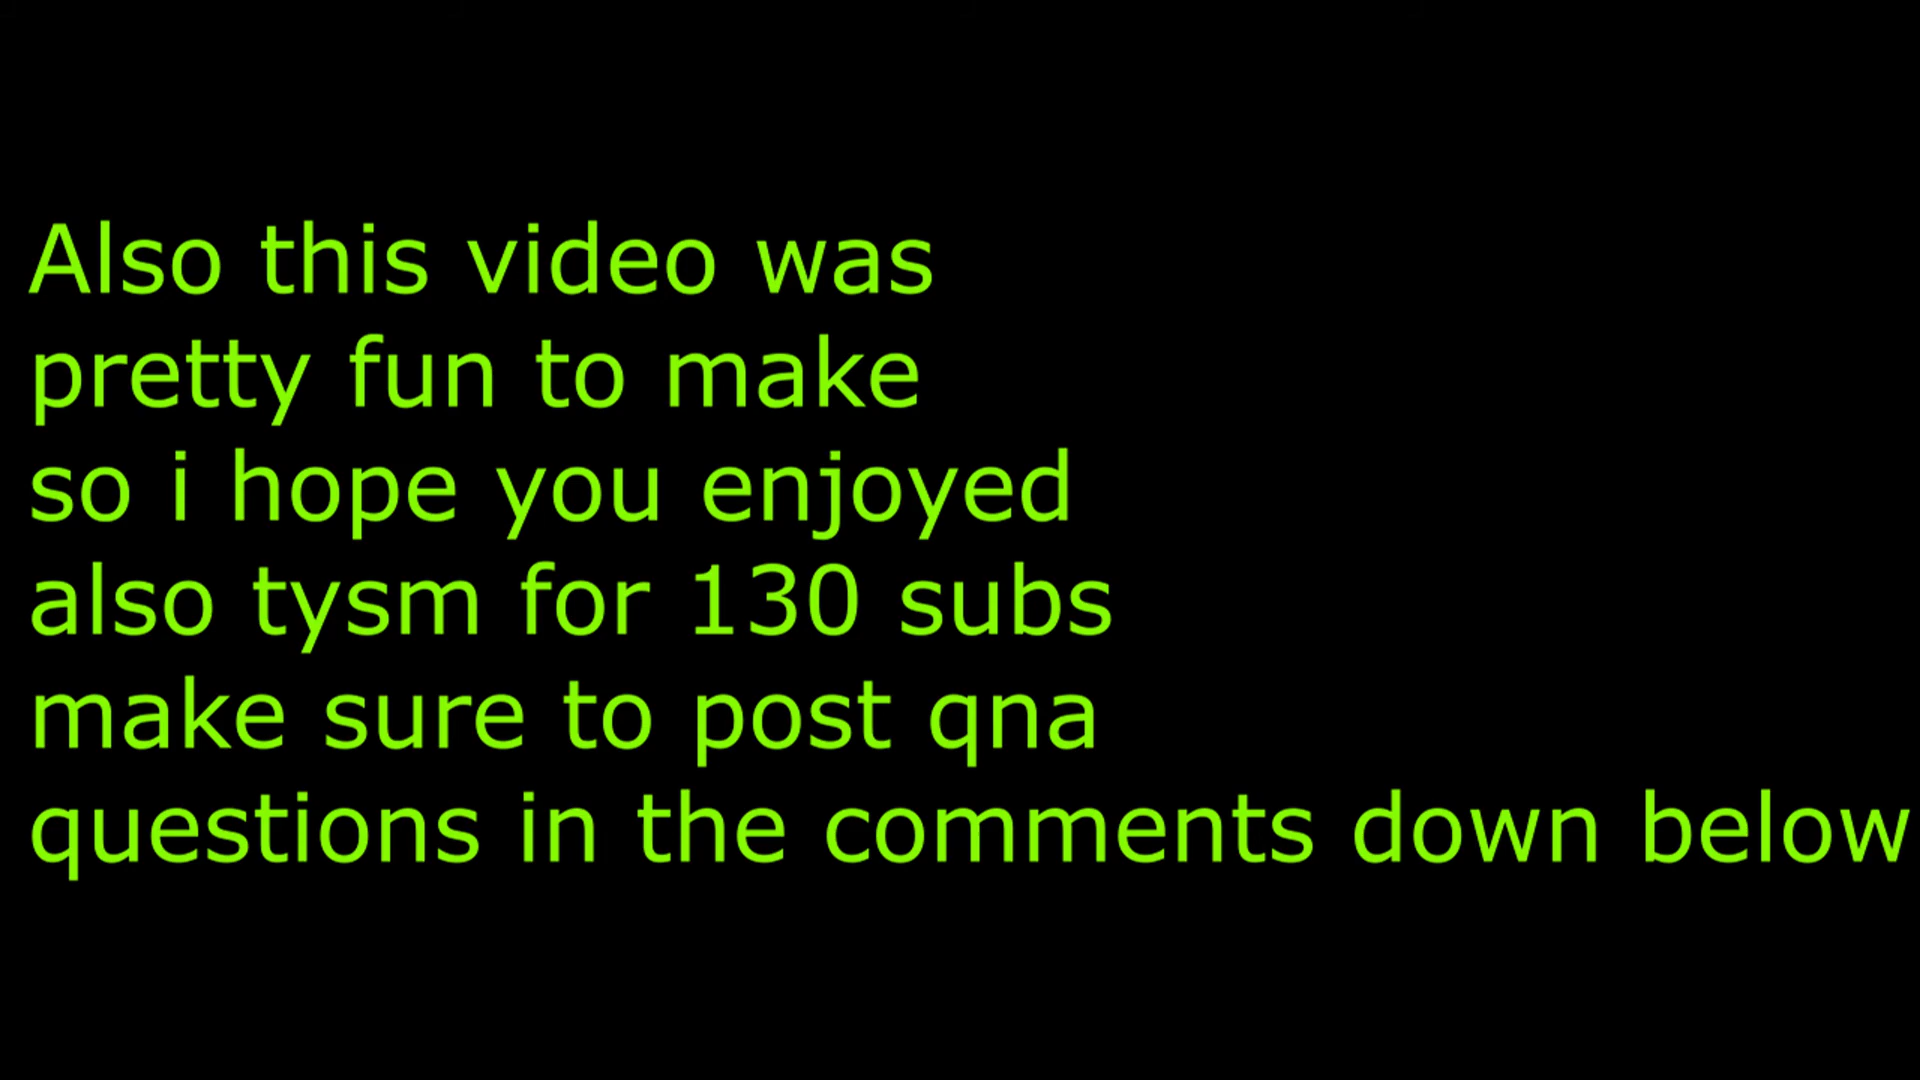 Also this video was
pretty fun to make
so i hope you enjoyed
also tysm for 130 subs
make sure to post qna
questions in the comments down below